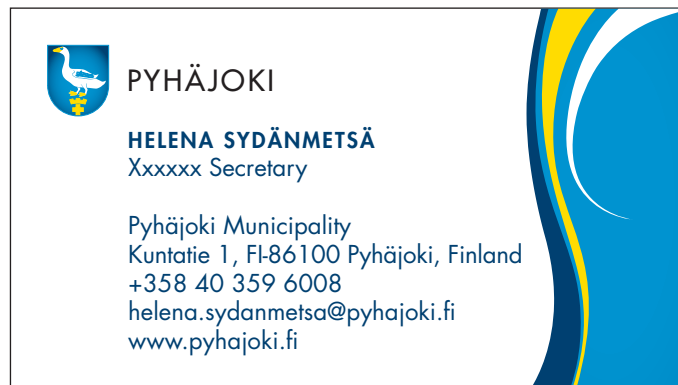 PYHÄJOKI
HELENA SYDÄNMETSÄ
Xxxxxx Secretary
Pyhäjoki Municipality
Kuntatie 1, FI-86100 Pyhäjoki, Finland
+358 40 359 6008
helena.sydanmetsa@pyhajoki.fi
www.pyhajoki.fi